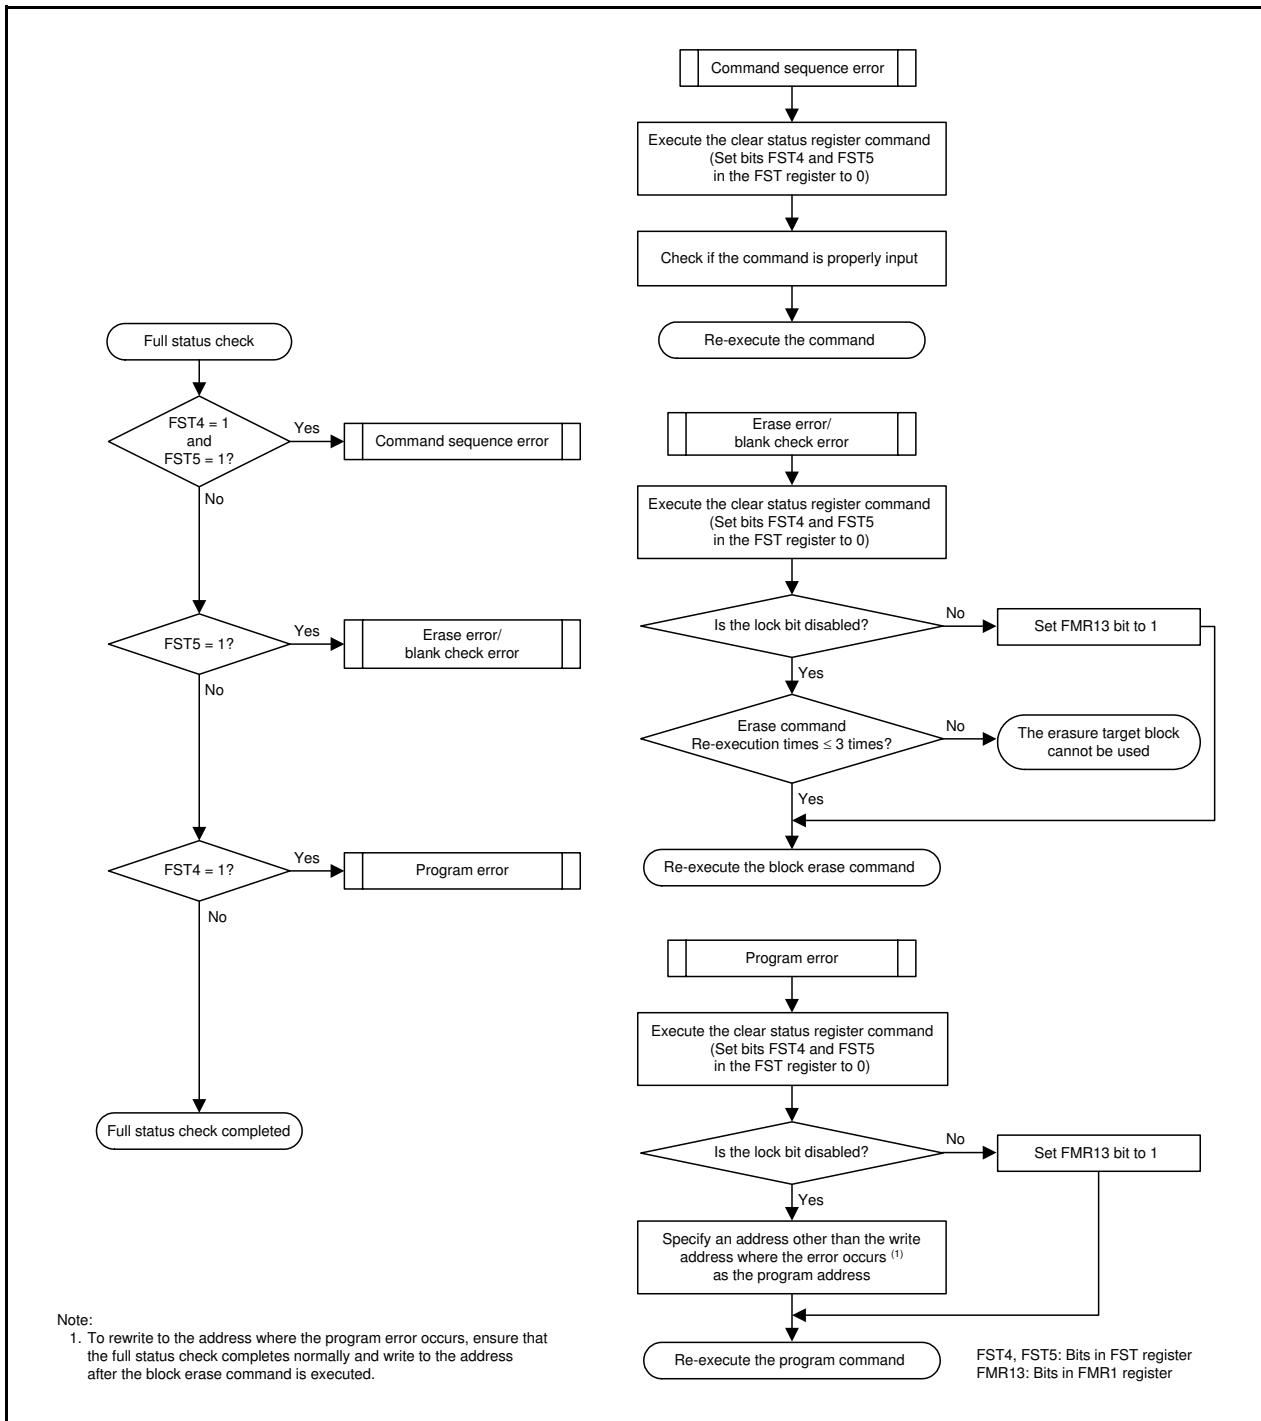 Full status check
FST4 = 1
and
FST5 = 1?
Yes
Command sequence error
No
FST5 = 1?
Yes
Erase error/
blank check error
No
FST4 = 1?
Yes
Program error
No
Full status check completed
Command sequence error
Execute the clear status register command
(Set bits FST4 and FST5
in the FST register to 0)
Check if the command is properly input
Re-execute the command
Erase error/
blank check error
Execute the clear status register command
(Set bits FST4 and FST5
in the FST register to 0)
Is the lock bit disabled?
No
Set FMR13 bit to 1
Yes
Erase command
Re-execution times ≤ 3 times?
No
The erasure target block
cannot be used
Yes
Re-execute the block erase command
Program error
Execute the clear status register command
(Set bits FST4 and FST5
in the FST register to 0)
Is the lock bit disabled?
No
Set FMR13 bit to 1
Yes
Specify an address other than the write
address where the error occurs (1)
as the program address
Re-execute the program command
Note:
1. To rewrite to the address where the program error occurs, ensure that
the full status check completes normally and write to the address
after the block erase command is executed.
FST4, FST5: Bits in FST register
FMR13: Bits in FMR1 register